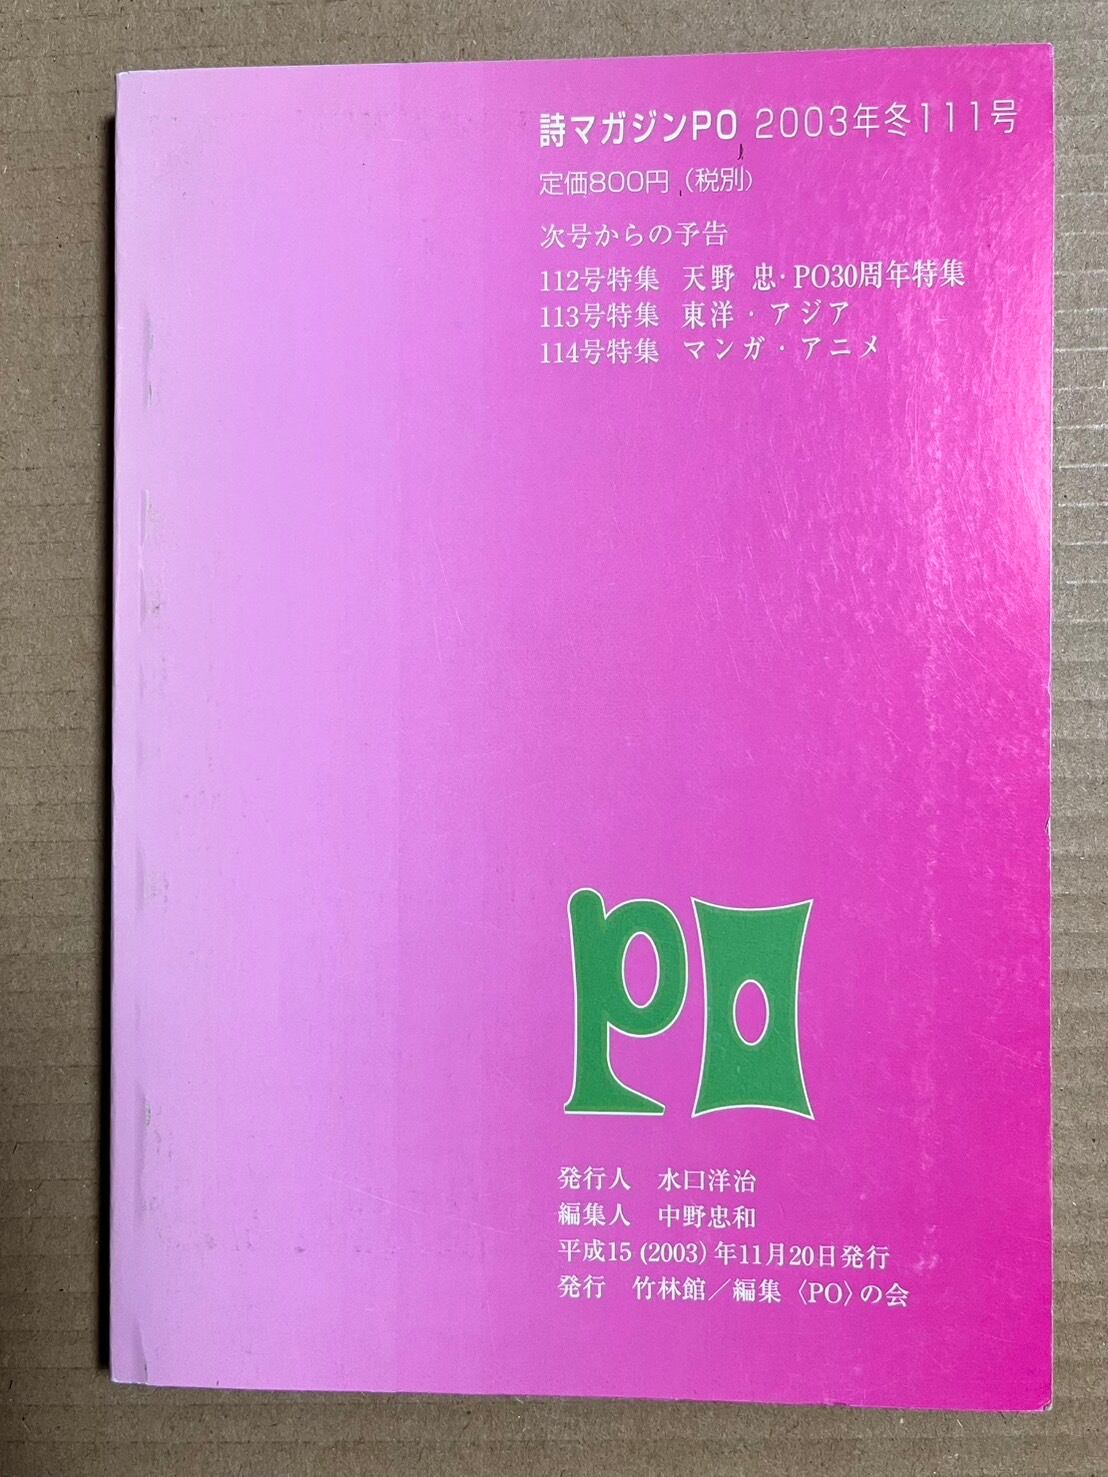 詩マガジンPO 2003年冬111号
定価800円（税別）
次号からの予告
112号特集 天野 忠・PO30周年特集
113号特集 東洋・アジア
114号特集 マンガ・アニメ
PO
発行人 水口洋治
編集人 中野忠和
平成15 (2003) 年11月20日発行
発行 竹林館／編集〈PO〉の会